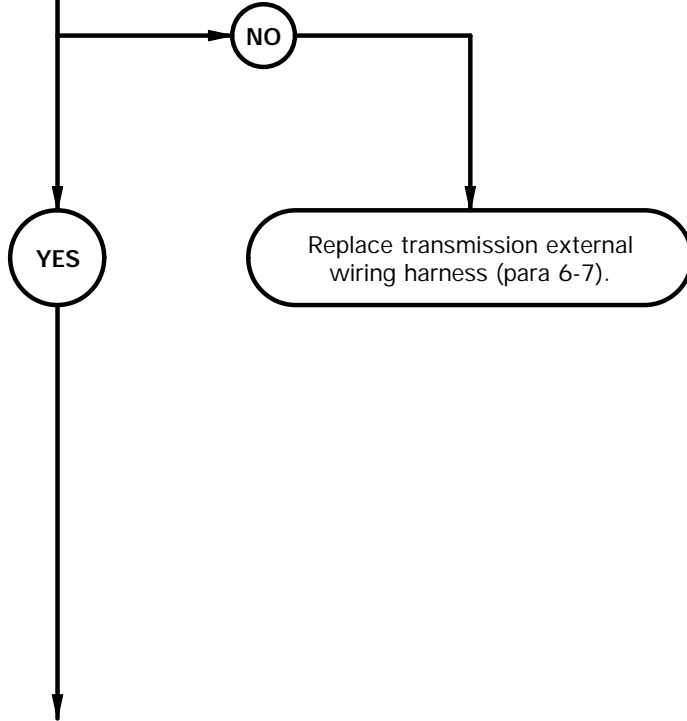 NO
YES
Replace transmission external
wiring harness (para 6-7).